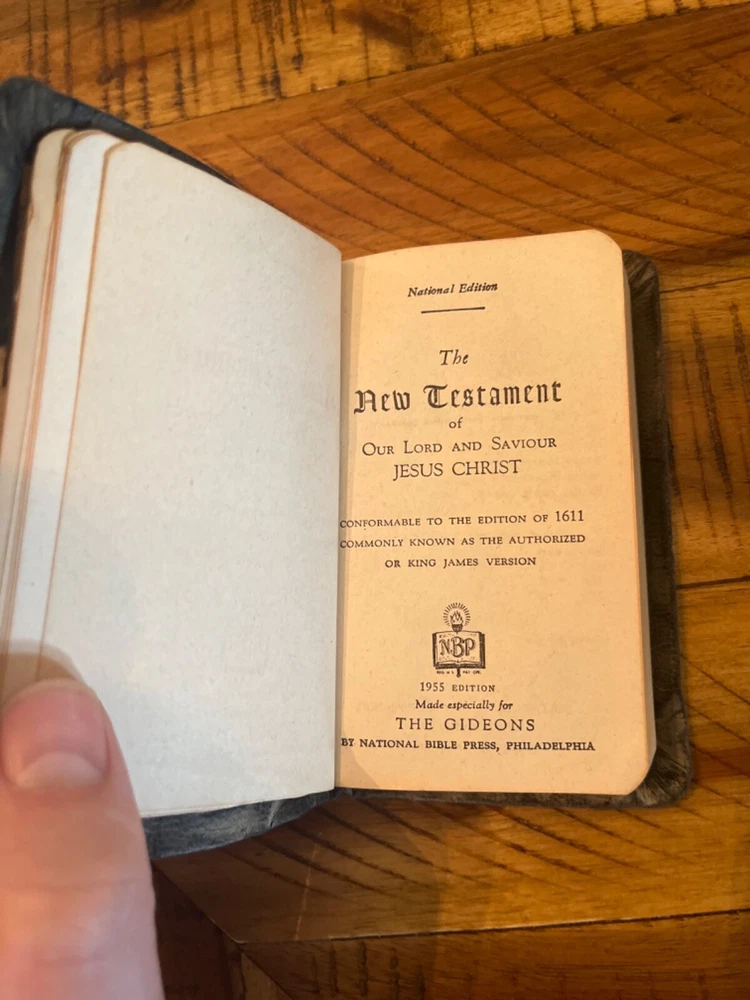 National Edition
The
New Testament
of
OUR LORD AND SAVIOUR
JESUS CHRIST
CONFORMABLE TO THE EDITION OF 1611
COMMONLY KNOWN AS THE AUTHORIZED
OR KING JAMES VERSION
NBP
1955 EDITION
Made especially for
THE GIDEONS
BY NATIONAL BIBLE PRESS, PHILADELPHIA